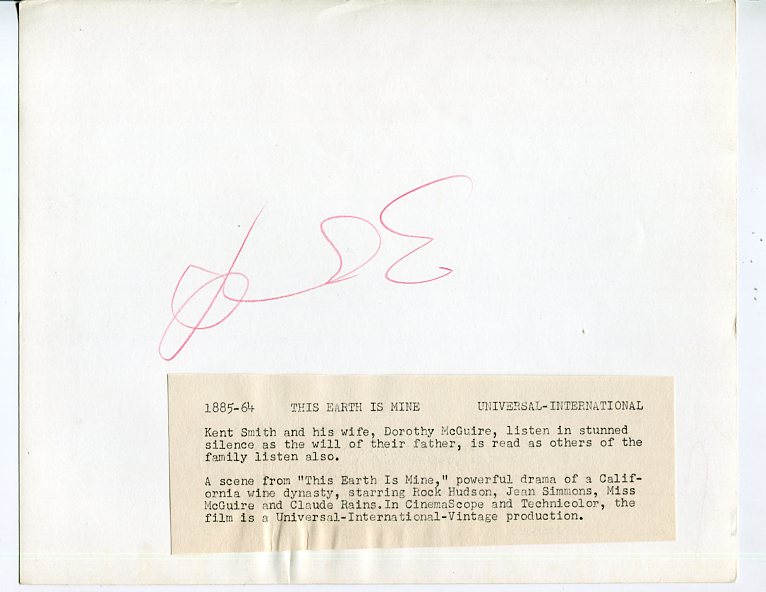 1885-64 THIS EARTH IS MINE UNIVERSAL-INTERNATIONAL
Kent Smith and his wife, Dorothy McGuire, listen in stunned
silence as the will of their father, is read as others of the
family listen also.
A scene from "This Earth Is Mine," powerful drama of a Calif-
ornia wine dynasty, starring Rock Hudson, Jean Simmons, Miss
McGuire and Claude Rains.In CinemaScope and Technicolor, the
film is a Universal-International-Vintage production.